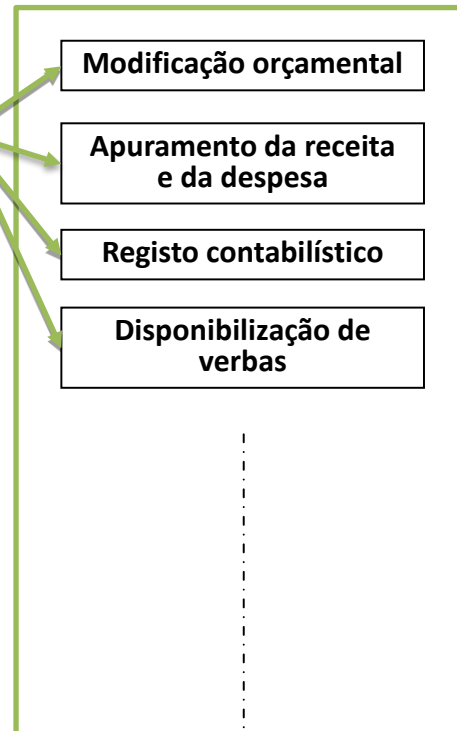 Modificação orçamental
Apuramento da receita
e da despesa
Registo contabilístico
Disponibilização de
verbas